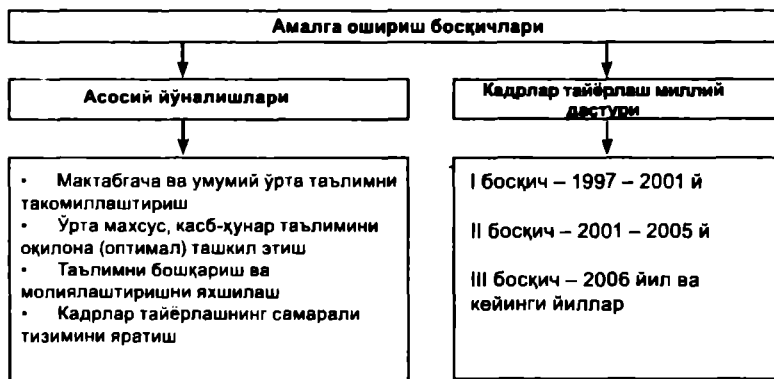 Амалга ошириш босқичлари
Асосий йўналишлари
• Мактабгача ва умумий ўрта таълимни
такомиллаштириш
• Ўрта махсус, касб-ҳунар таълимини
оқилона (оптимал) ташкил этиш
• Таълимни бошқариш ва
молиялаштиришни яхшилаш
• Кадрлар тайёрлашнинг самарали
тизимини яратиш
Кадрлар тайёрлаш миллий
дастури
I босқич – 1997 – 2001 й
II босқич – 2001 – 2005 й
III босқич – 2006 йил ва
кейинги йиллар